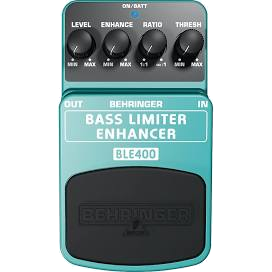 ON/BATT
LEVEL ENHANCE RATIO THRESH
MIN MAX MIN MAX 1:1 ∞:1 MIN MAX
OUT BEHRINGER IN
BASS LIMITER
ENHANCER
BLE400
BEHRINGER